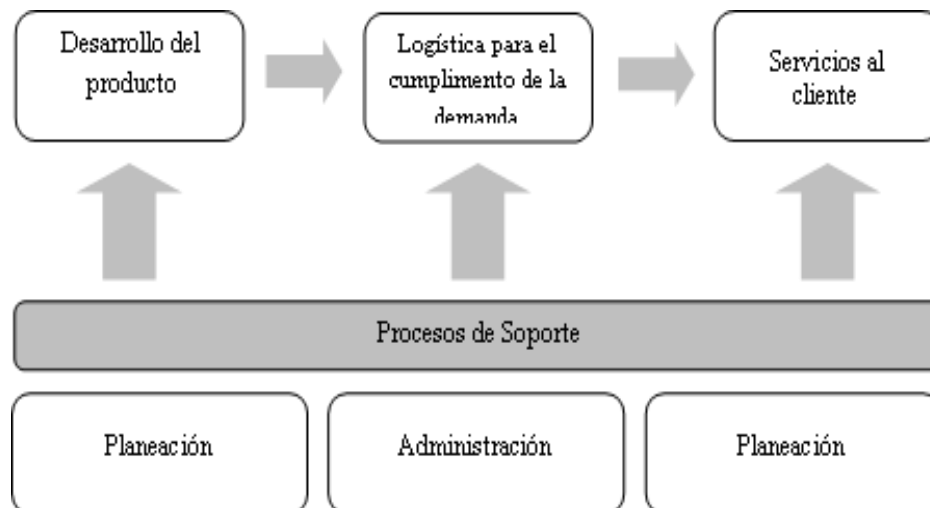 Desarrollo del
producto
Logística para el
cumplimento de la
demanda
Servicios al
cliente
Procesos de Soporte
Planeación
Administración
Planeación